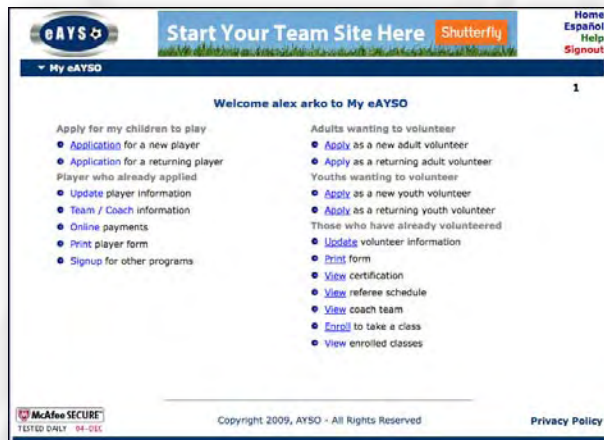 eAYSO
Start Your Team Site Here Shutterfly
Home
Español
Help
Signout
My eAYSO
1
Welcome alex arko to My eAYSO
Apply for my children to play
Application for a new player
Application for a returning player
Player who already applied
Update player information
Team / Coach information
Online payments
Print player form
Signup for other programs
Adults wanting to volunteer
Apply as a new adult volunteer
Apply as a returning adult volunteer
Youths wanting to volunteer
Apply as a new youth volunteer
Apply as a returning youth volunteer
Those who have already volunteered
Update volunteer information
Print form
View certification
View referee schedule
View coach team
Enroll to take a class
View enrolled classes
McAfee SECURE™
TESTED DAILY 04-DEC
Copyright 2009, AYSO - All Rights Reserved
Privacy Policy